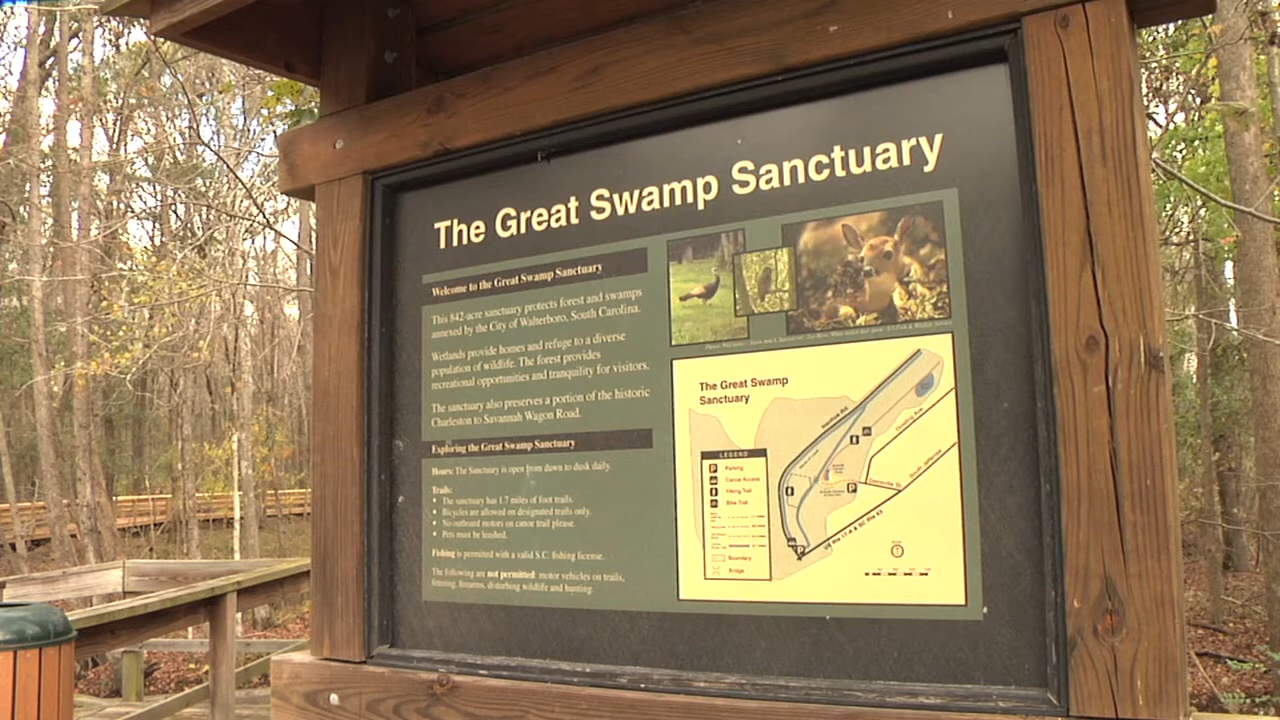 The Great Swamp Sanctuary
Welcome to the Great Swamp Sanctuary
This 842-acre sanctuary protects forest and swamps
annexed by the City of Walterboro, South Carolina.
Wetlands provide homes and refuge to a diverse
population of wildlife. The forest provides
recreational opportunities and tranquility for visitors.
The sanctuary also preserves a portion of the historic
Charleston to Savannah Wagon Road.
Exploring the Great Swamp Sanctuary
Hours: The Sanctuary is open from dawn to dusk daily.
Trails:
• The sanctuary has 1.7 miles of foot trails.
• Bicycles are allowed on designated trails only.
• No outboard motors on canoe trail please.
• Pets must be leashed.
Fishing is permitted with a valid S.C. fishing license.
The following are not permitted: motor vehicles on trails,
littering, firearms, disturbing wildlife and hunting.
The Great Swamp
Sanctuary
LEGEND
P Parking
Canoe Access
Hiking Trail
Bike Trail
Boundary
Bridge
Detreville St
South Jefferies
P